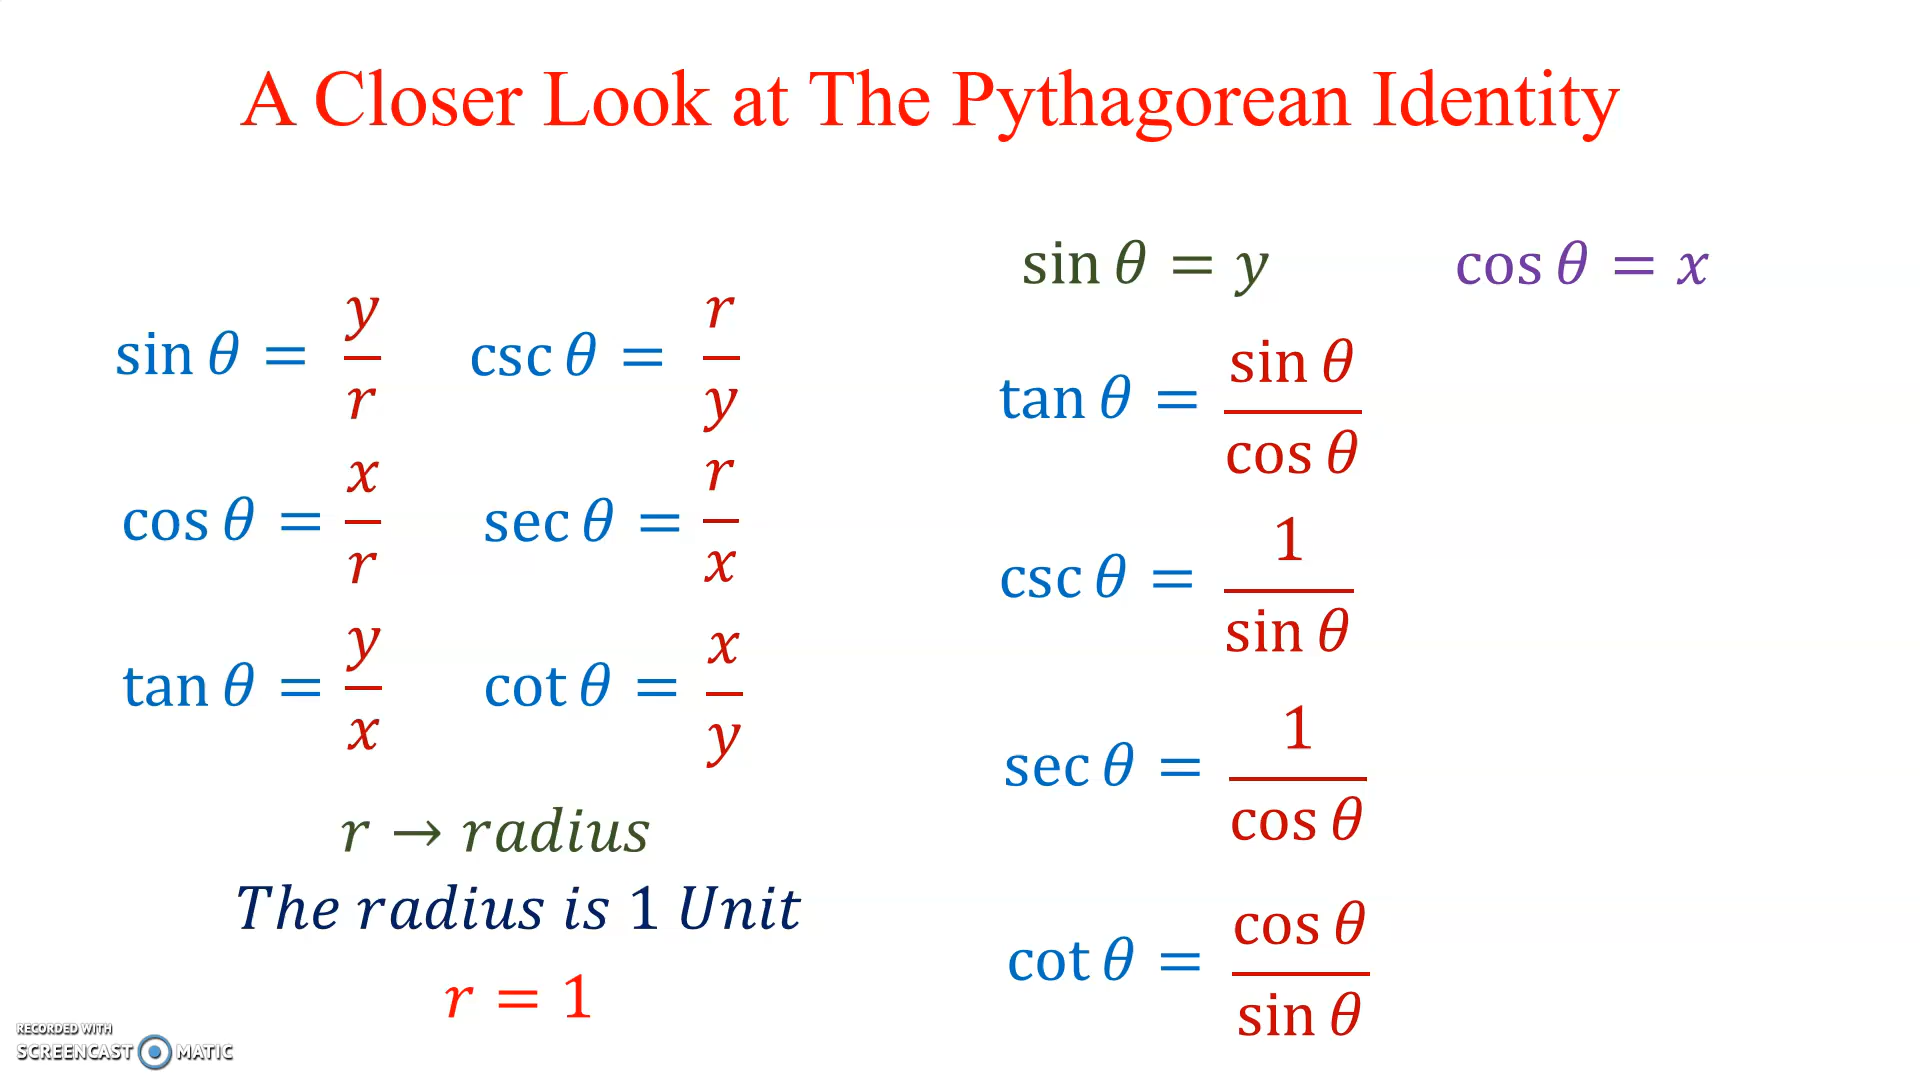 A Closer Look at The Pythagorean Identity
sin θ = y/r csc θ = r/y
cos θ = x/r sec θ = r/x
tan θ = y/x cot θ = x/y
r → radius
The radius is 1 Unit
r = 1
sin θ = y cos θ = x
tan θ = sin θ/cos θ
csc θ = 1/sin θ
sec θ = 1/cos θ
cot θ = cos θ/sin θ
RECORDED WITH
SCREENCAST MATIC